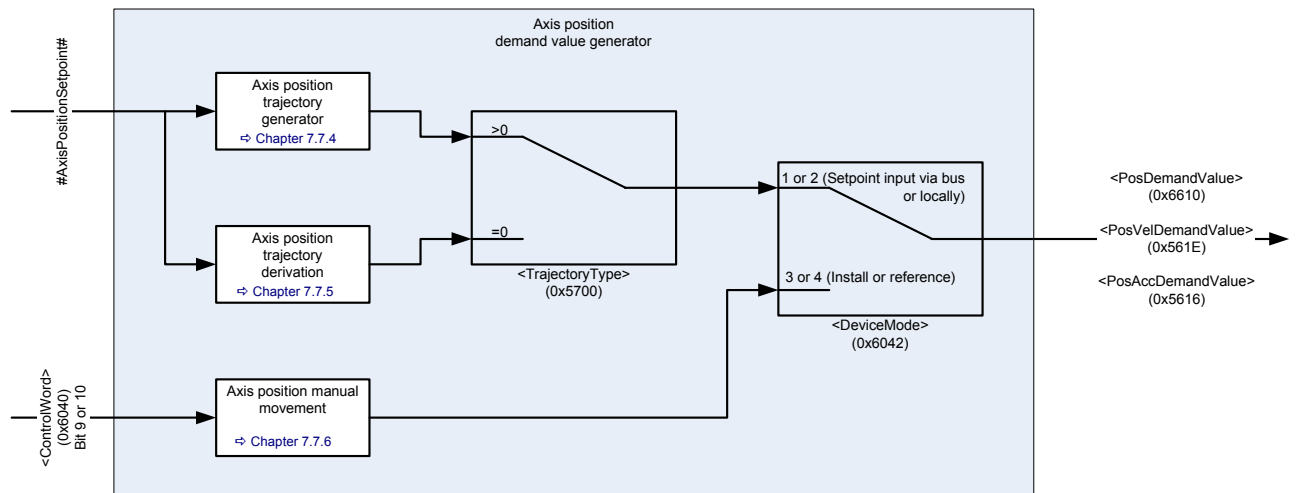 Axis position
demand value generator
#AxisPositionSetpoint#
Axis position
trajectory
generator
⇨ Chapter 7.7.4
>0
=0
<TrajectoryType>
(0x5700)
Axis position
trajectory
derivation
⇨ Chapter 7.7.5
1 or 2 (Setpoint input via bus
or locally)
3 or 4 (Install or reference)
<DeviceMode>
(0x6042)
<PosDemandValue>
(0x6610)
<PosVelDemandValue>
(0x561E)
<PosAccDemandValue>
(0x5616)
<ControlWord>
(0x6040)
Bit 9 or 10
Axis position manual
movement
⇨ Chapter 7.7.6